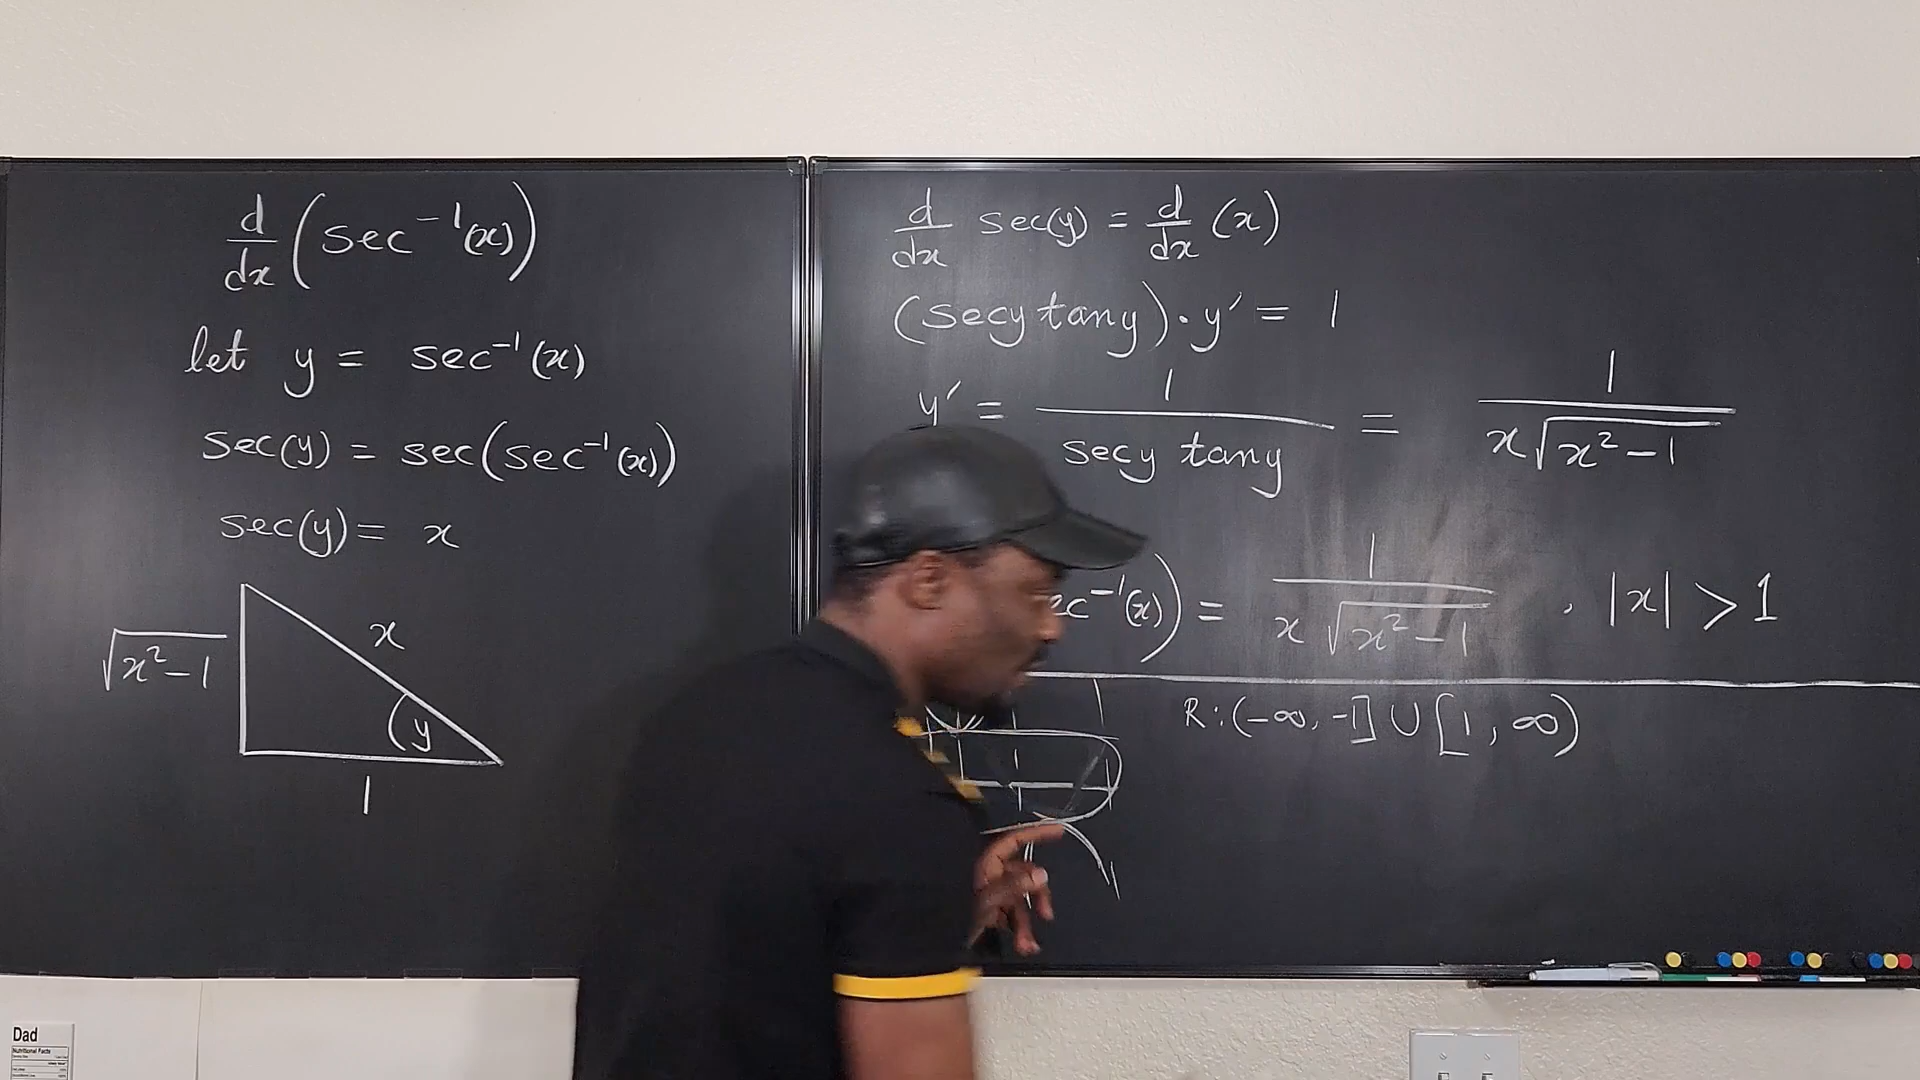 d/dx (sec⁻¹(x))
let y = sec⁻¹(x)
sec(y) = sec(sec⁻¹(x))
sec(y) = x
x
√x²-1
y
1
d/dx sec(y) = d/dx (x)
(secy tany)·y′ = 1
y′ = 1/secy tany = 1/x√x²-1
ec⁻¹(x)) = 1/x√x²-1 , |x| > 1
R: (-∞, -1] ∪ [1, ∞)
Dad
Nutritional Facts